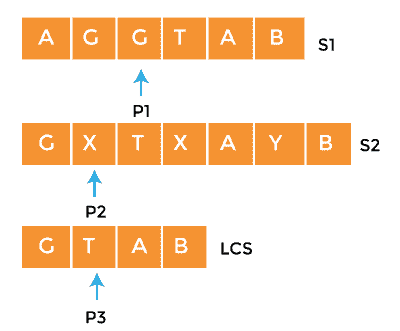 A G G T A B S1
P1
G X T X A Y B S2
P2
G T A B LCS
P3